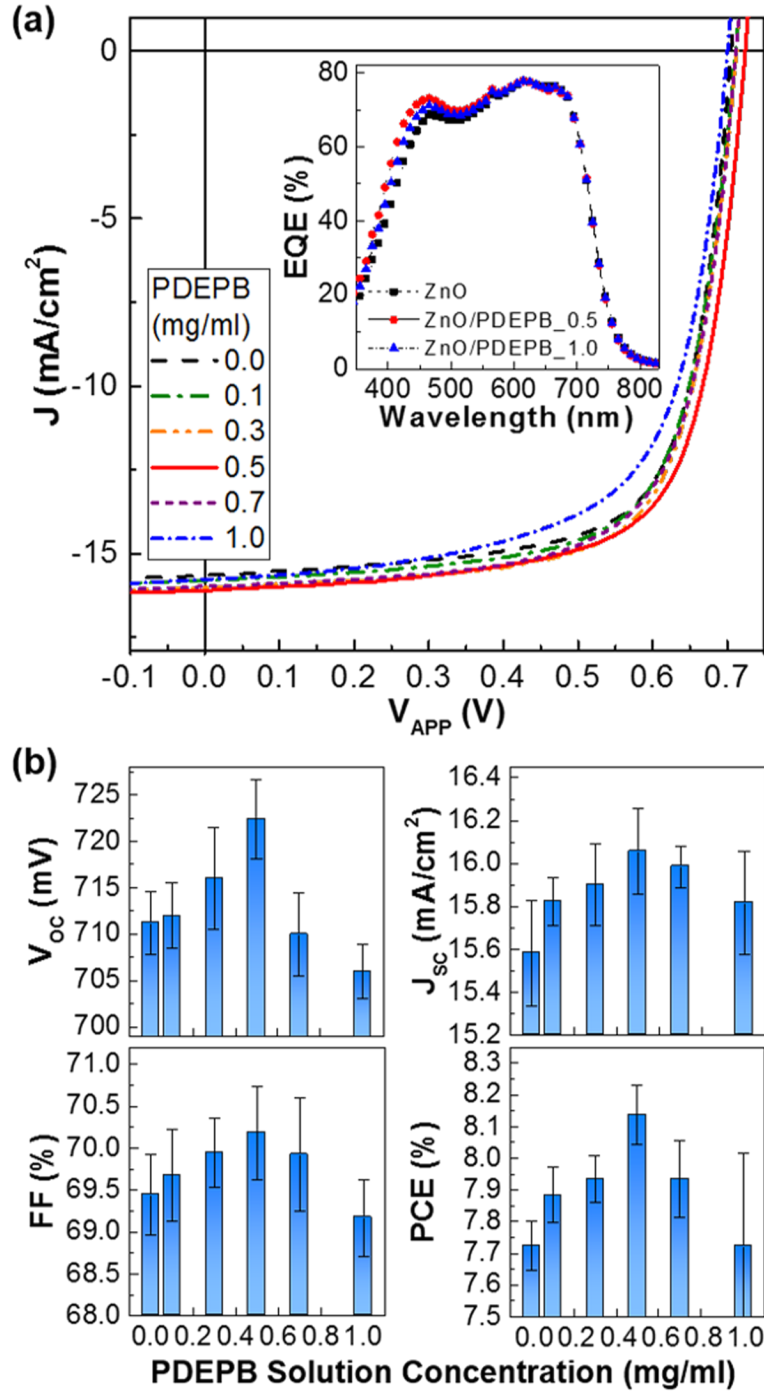 (a)
0
-5
-10
-15
J (mA/cm²)
-0.1 0.0 0.1 0.2 0.3 0.4 0.5 0.6 0.7
V_APP (V)
PDEPB
(mg/ml)
0.0
0.1
0.3
0.5
0.7
1.0
80
60
40
20
0
EQE (%)
400 500 600 700 800
Wavelength (nm)
ZnO
ZnO/PDEPB_0.5
ZnO/PDEPB_1.0
(b)
725
720
715
710
705
700
V_OC (mV)
16.4
16.2
16.0
15.8
15.6
15.4
15.2
J_SC (mA/cm²)
71.0
70.5
70.0
69.5
69.0
68.5
68.0
FF (%)
0.0 0.2 0.4 0.6 0.8 1.0
8.3
8.2
8.1
8.0
7.9
7.8
7.7
7.6
7.5
PCE (%)
0.0 0.2 0.4 0.6 0.8 1.0
PDEPB Solution Concentration (mg/ml)